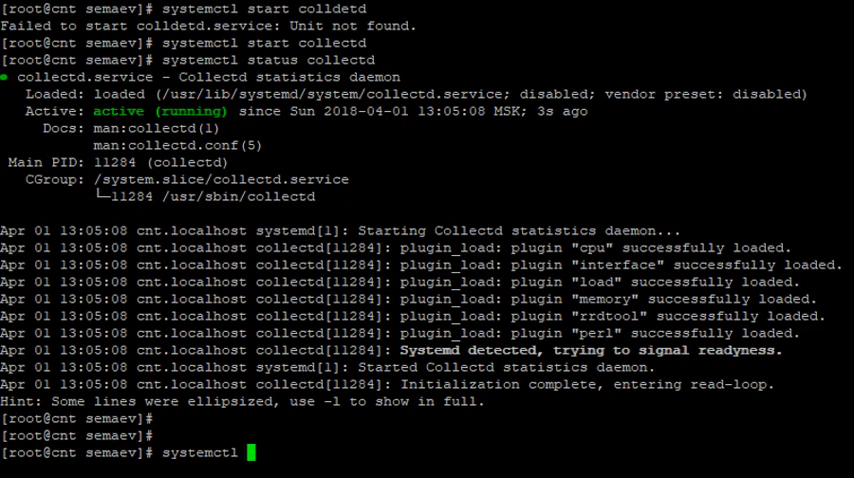 [root@cnt semaev]# systemctl start colldetd
Failed to start colldetd.service: Unit not found.
[root@cnt semaev]# systemctl start collectd
[root@cnt semaev]# systemctl status collectd
● collectd.service - Collectd statistics daemon
   Loaded: loaded (/usr/lib/systemd/system/collectd.service; disabled; vendor preset: disabled)
   Active: active (running) since Sun 2018-04-01 13:05:08 MSK; 3s ago
     Docs: man:collectd(1)
           man:collectd.conf(5)
 Main PID: 11284 (collectd)
   CGroup: /system.slice/collectd.service
           └─11284 /usr/sbin/collectd

Apr 01 13:05:08 cnt.localhost systemd[1]: Starting Collectd statistics daemon...
Apr 01 13:05:08 cnt.localhost collectd[11284]: plugin_load: plugin "cpu" successfully loaded.
Apr 01 13:05:08 cnt.localhost collectd[11284]: plugin_load: plugin "interface" successfully loaded.
Apr 01 13:05:08 cnt.localhost collectd[11284]: plugin_load: plugin "load" successfully loaded.
Apr 01 13:05:08 cnt.localhost collectd[11284]: plugin_load: plugin "memory" successfully loaded.
Apr 01 13:05:08 cnt.localhost collectd[11284]: plugin_load: plugin "rrdtool" successfully loaded.
Apr 01 13:05:08 cnt.localhost collectd[11284]: plugin_load: plugin "perl" successfully loaded.
Apr 01 13:05:08 cnt.localhost collectd[11284]: Systemd detected, trying to signal readyness.
Apr 01 13:05:08 cnt.localhost systemd[1]: Started Collectd statistics daemon.
Apr 01 13:05:08 cnt.localhost collectd[11284]: Initialization complete, entering read-loop.
Hint: Some lines were ellipsized, use -l to show in full.
[root@cnt semaev]#
[root@cnt semaev]#
[root@cnt semaev]# systemctl